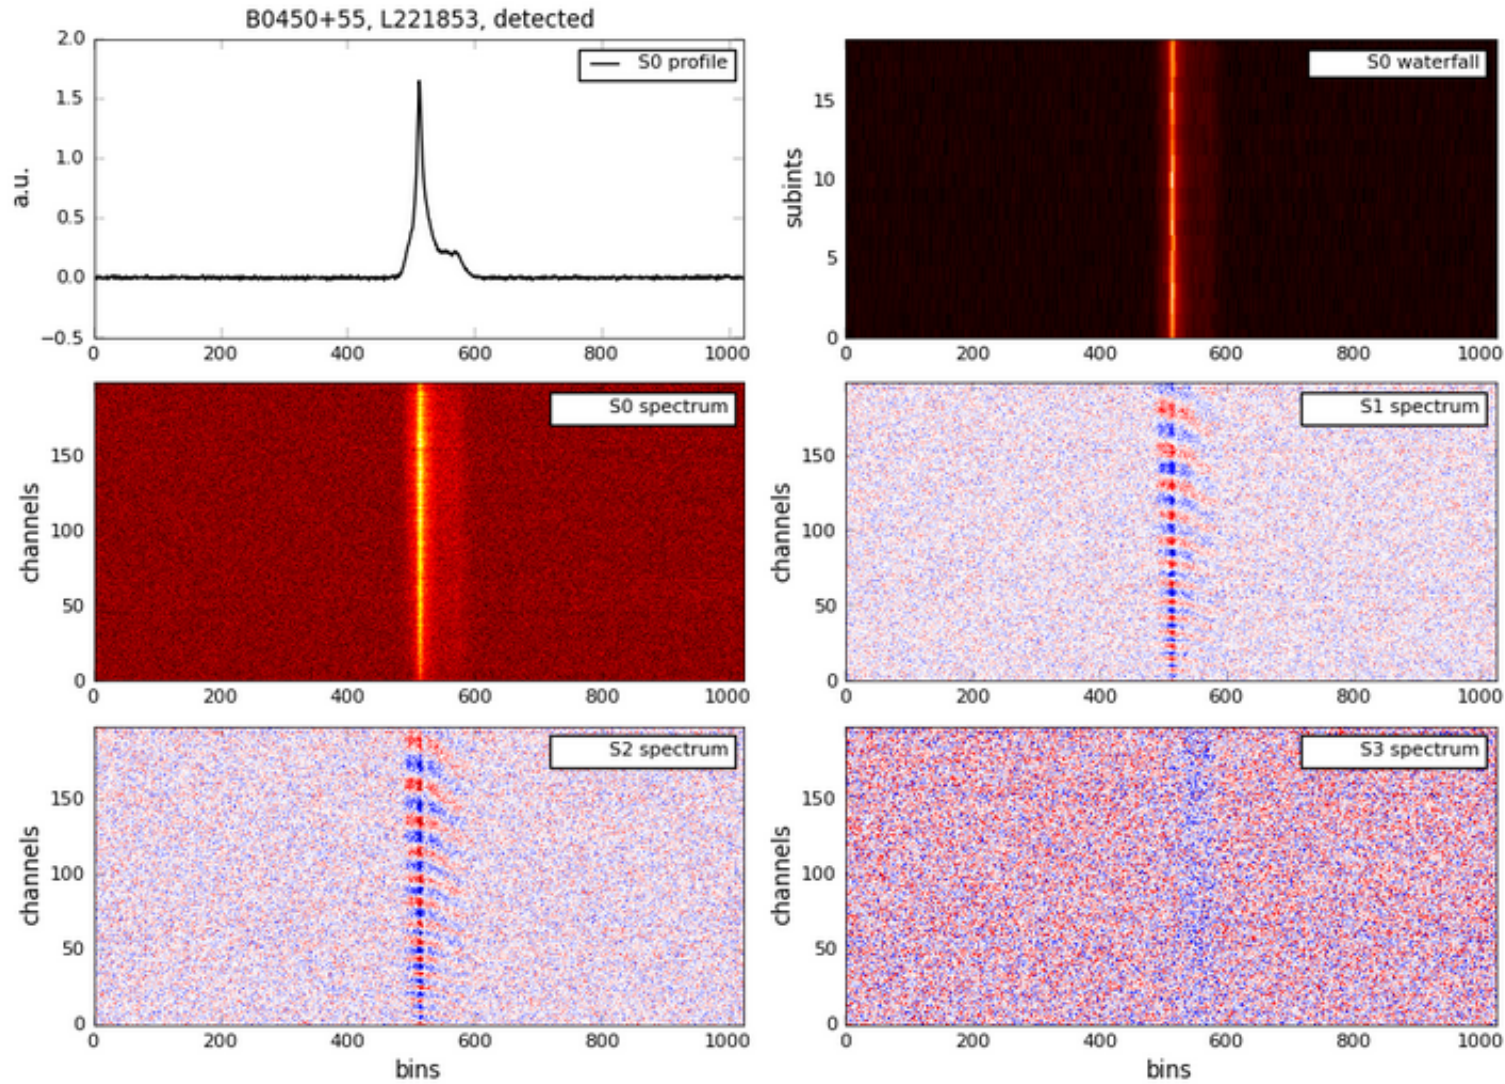 B0450+55, L221853, detected
2.0
1.5
1.0
0.5
0.0
−0.5
a.u.
S0 profile
0 200 400 600 800 1000
15
10
5
0
subints
S0 waterfall
0 200 400 600 800 1000
150
100
50
0
channels
S0 spectrum
0 200 400 600 800 1000
150
100
50
0
channels
S1 spectrum
0 200 400 600 800 1000
150
100
50
0
channels
S2 spectrum
0 200 400 600 800 1000
bins
150
100
50
0
channels
S3 spectrum
0 200 400 600 800 1000
bins